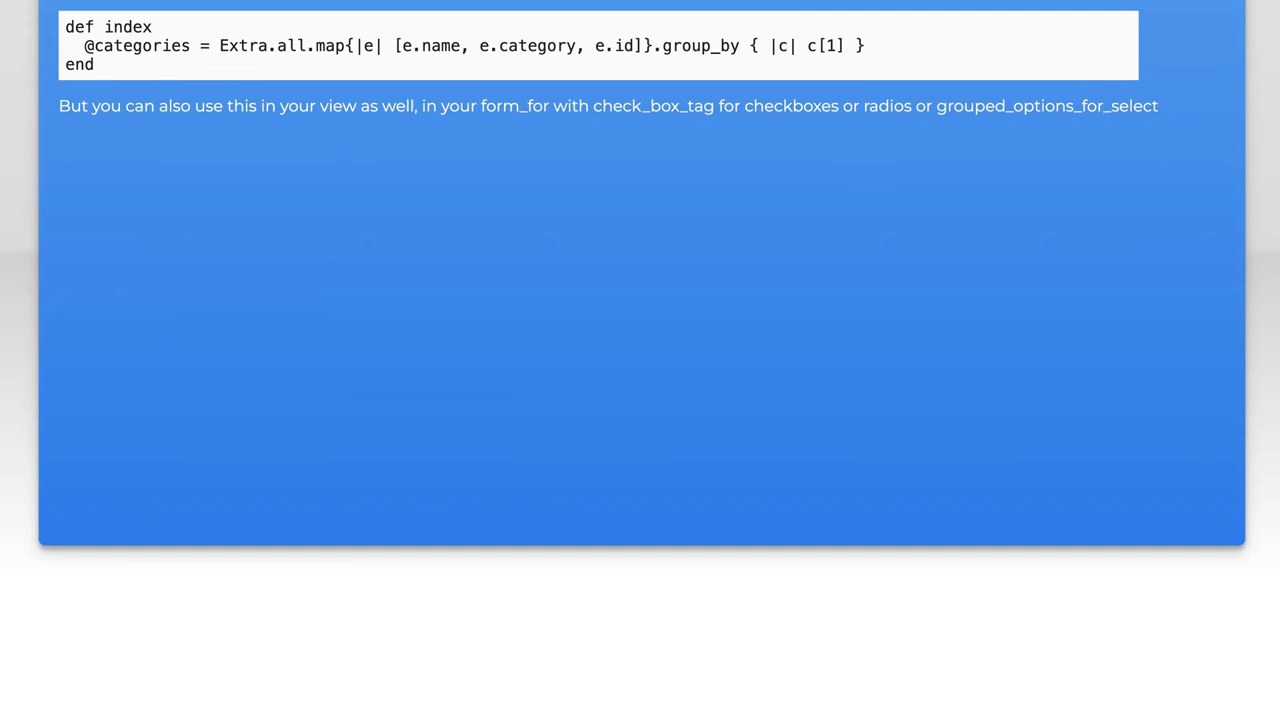 def index
  @categories = Extra.all.map{|e| [e.name, e.category, e.id]}.group_by { |c| c[1] }
end
But you can also use this in your view as well, in your form_for with check_box_tag for checkboxes or radios or grouped_options_for_select